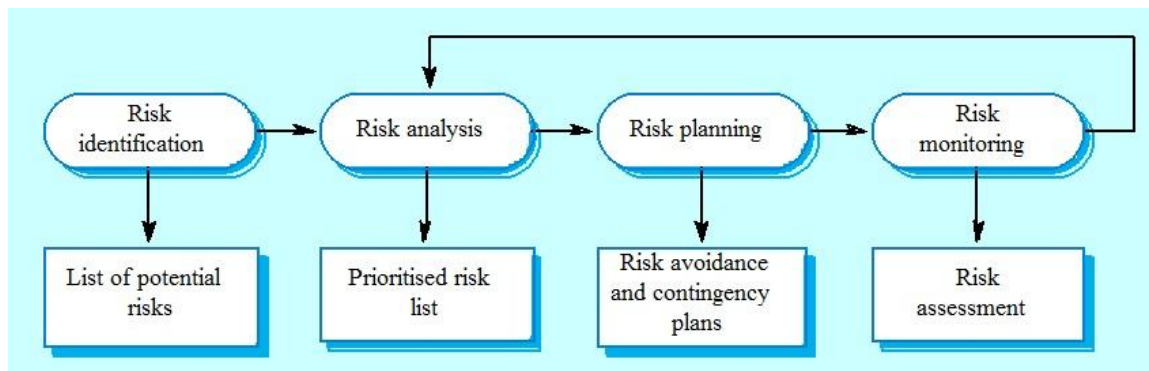 Risk
identification
Risk analysis
Risk planning
Risk
monitoring
List of potential
risks
Prioritised risk
list
Risk avoidance
and contingency
plans
Risk
assessment